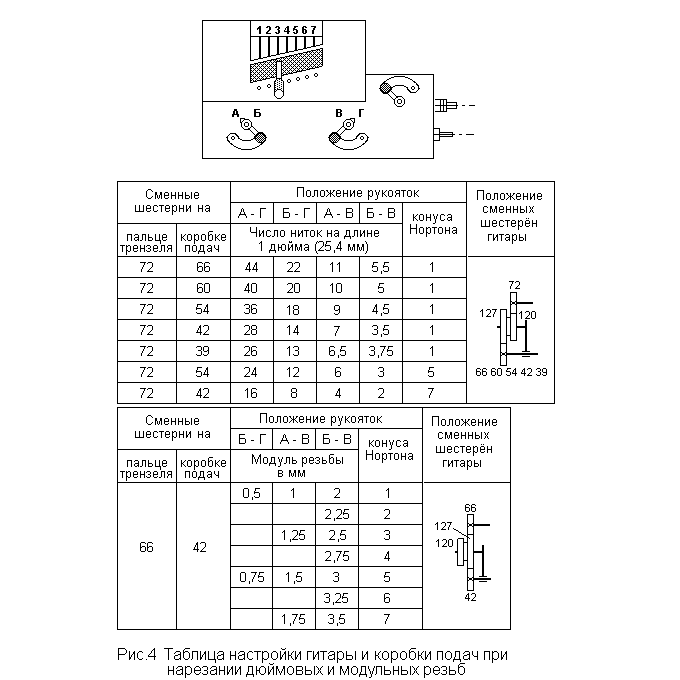 1 2 3 4 5 6 7
А Б В Г
Сменные шестерни на
Положение рукояток
Положение сменных шестерён гитары
А - Г Б - Г А - В Б - В конуса Нортона
пальце трензеля коробке подач
Число ниток на длине
1 дюйма (25,4 мм)
72 66 44 22 11 5,5 1
72 60 40 20 10 5 1
72 54 36 18 9 4,5 1
72 42 28 14 7 3,5 1
72 39 26 13 6,5 3,75 1
72 54 24 12 6 3 5
72 42 16 8 4 2 7
72
127 120
66 60 54 42 39
Сменные шестерни на
Положение рукояток
Положение сменных шестерён гитары
Б - Г А - В Б - В конуса Нортона
пальце трензеля коробке подач
Модуль резьбы
в мм
66 42
0,5 1 2 1
2,25 2
1,25 2,5 3
2,75 4
0,75 1,5 3 5
3,25 6
1,75 3,5 7
66
127
120
42
Рис.4 Таблица настройки гитары и коробки подач при
нарезании дюймовых и модульных резьб